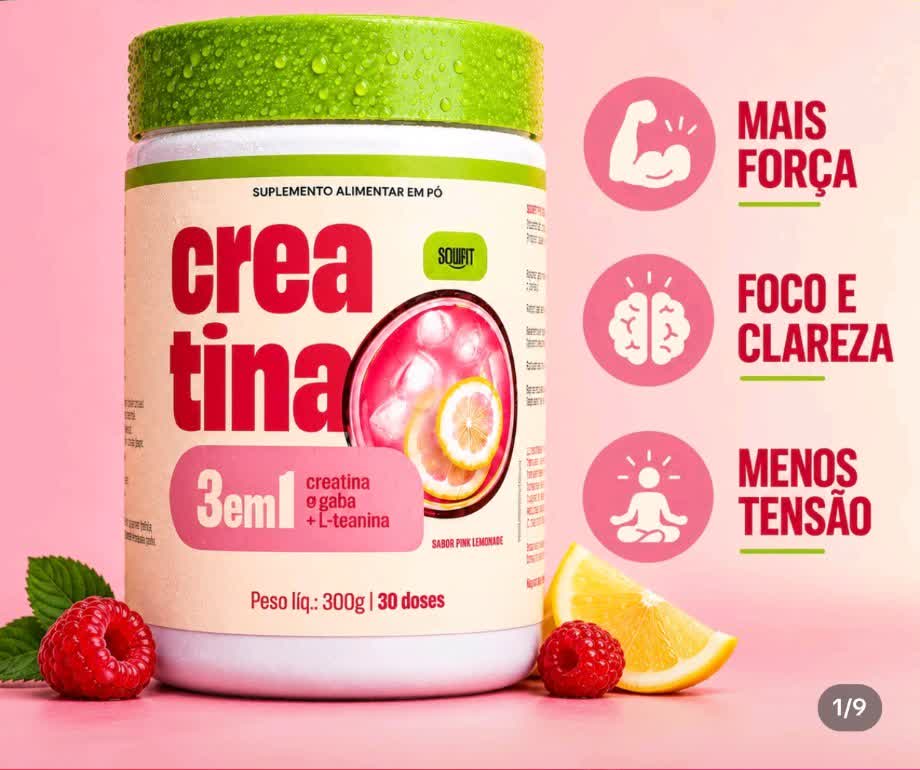 SUPLEMENTO ALIMENTAR EM PÓ
crea
tina
SOUFIT
3em1
creatina
g gaba
+ L-teanina
SABOR PINK LEMONADE
Peso líq.: 300g | 30 doses
MAIS
FORÇA
FOCO E
CLAREZA
MENOS
TENSÃO
1/9